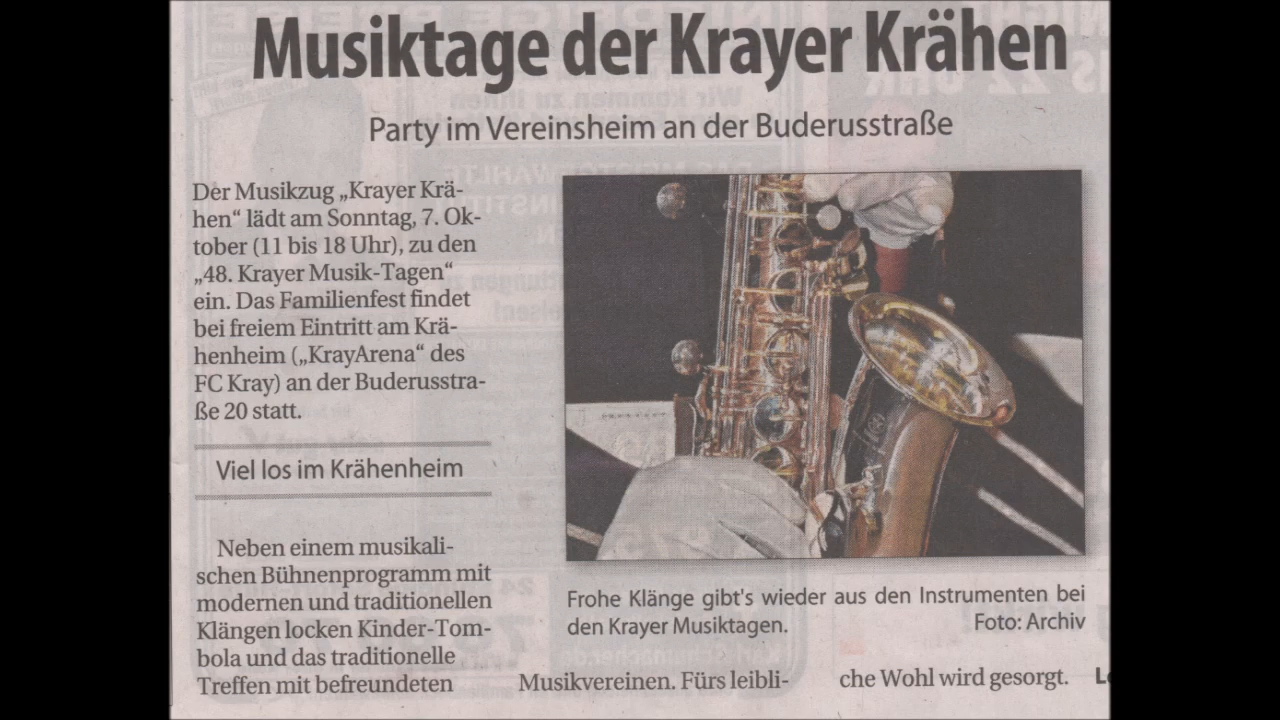 Musiktage der Krayer Krähen
Party im Vereinsheim an der Buderusstraße
Der Musikzug „Krayer Krä-
hen“ lädt am Sonntag, 7. Ok-
tober (11 bis 18 Uhr), zu den
„48. Krayer Musik-Tagen“
ein. Das Familienfest findet
bei freiem Eintritt am Krä-
henheim („KrayArena“ des
FC Kray) an der Buderusstra-
ße 20 statt.
Viel los im Krähenheim
Neben einem musikali-
schen Bühnenprogramm mit
modernen und traditionellen
Klängen locken Kinder-Tom-
bola und das traditionelle
Treffen mit befreundeten
Musikvereinen. Fürs leibli-
che Wohl wird gesorgt.
Frohe Klänge gibt's wieder aus den Instrumenten bei
den Krayer Musiktagen. Foto: Archiv